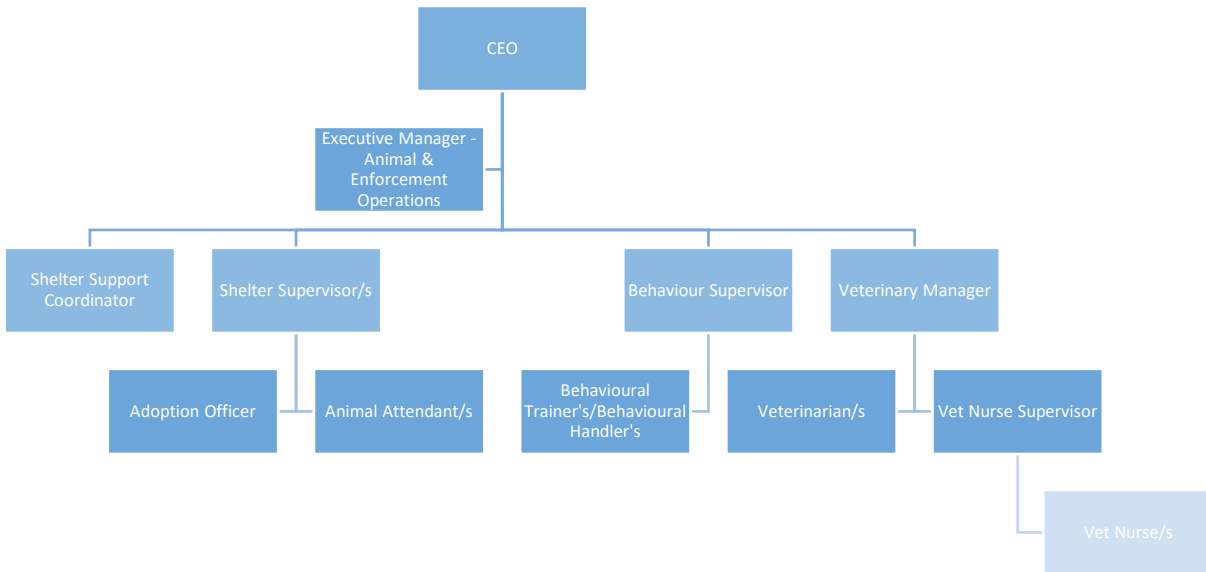 CEO
Executive Manager -
Animal &
Enforcement
Operations
Shelter Support
Coordinator
Shelter Supervisor/s
Behaviour Supervisor
Veterinary Manager
Adoption Officer
Animal Attendant/s
Behavioural
Trainer's/Behavioural
Handler's
Veterinarian/s
Vet Nurse Supervisor
Vet Nurse/s